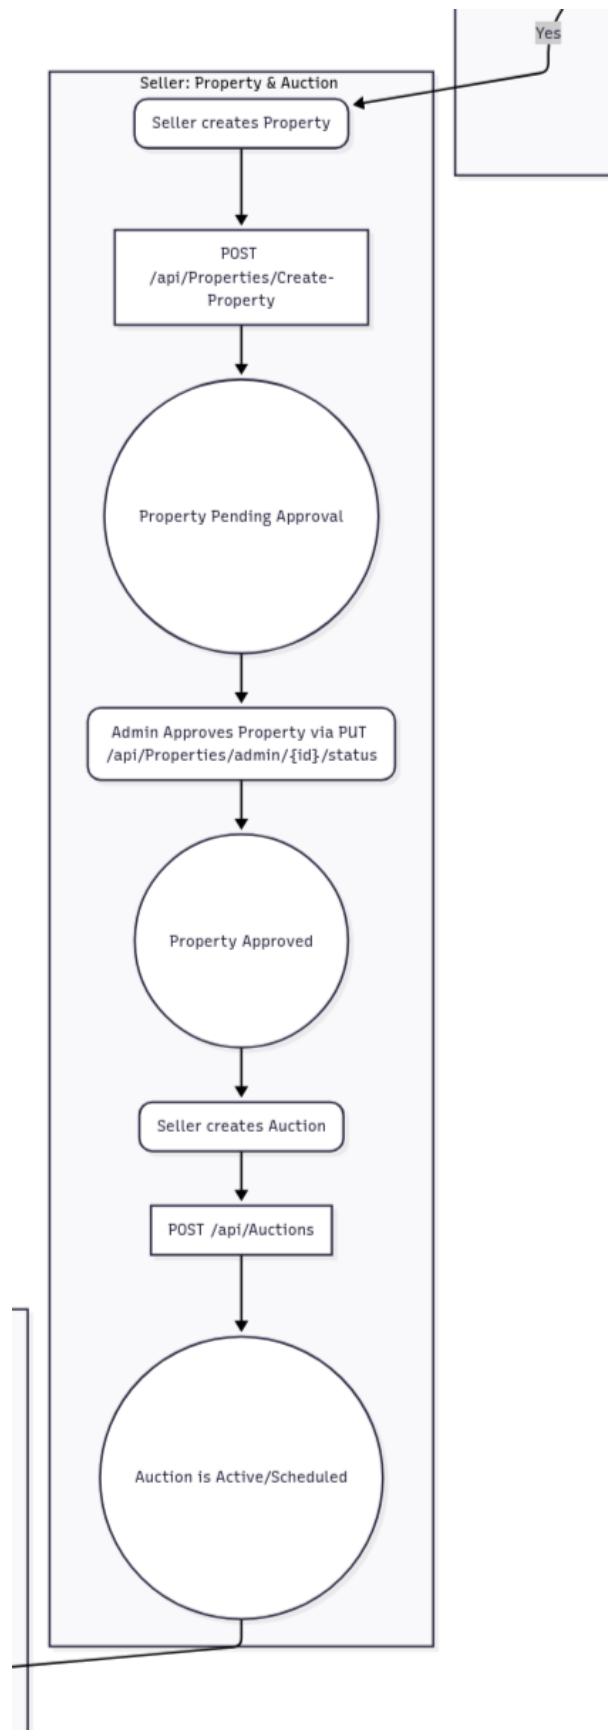 Yes
Seller: Property & Auction
Seller creates Property
POST
/api/Properties/Create-
Property
Property Pending Approval
Admin Approves Property via PUT
/api/Properties/admin/{id}/status
Property Approved
Seller creates Auction
POST /api/Auctions
Auction is Active/Scheduled